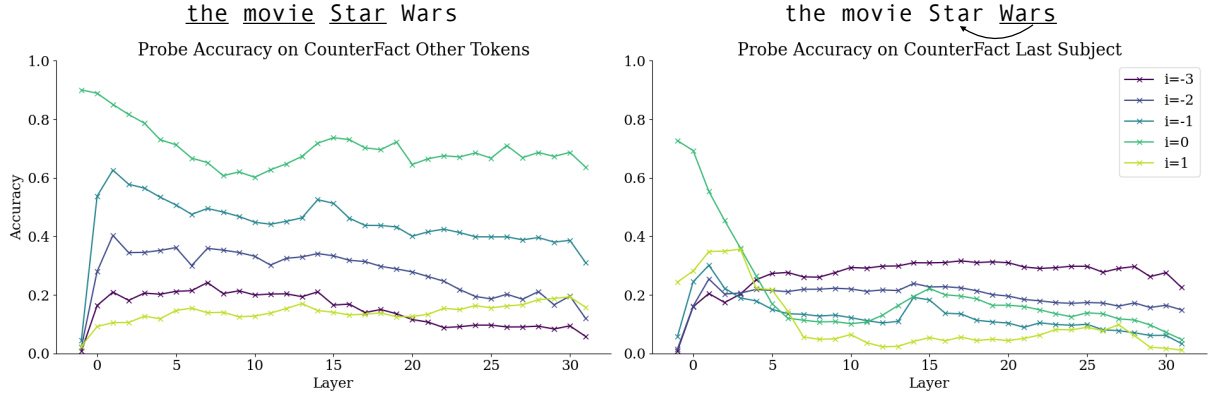 the movie Star Wars
Probe Accuracy on CounterFact Other Tokens
1.0
0.8
0.6
0.4
0.2
0.0
Accuracy
0 5 10 15 20 25 30
Layer
the movie Star Wars
Probe Accuracy on CounterFact Last Subject
1.0
0.8
0.6
0.4
0.2
0.0
i=-3
i=-2
i=-1
i=0
i=1
0 5 10 15 20 25 30
Layer